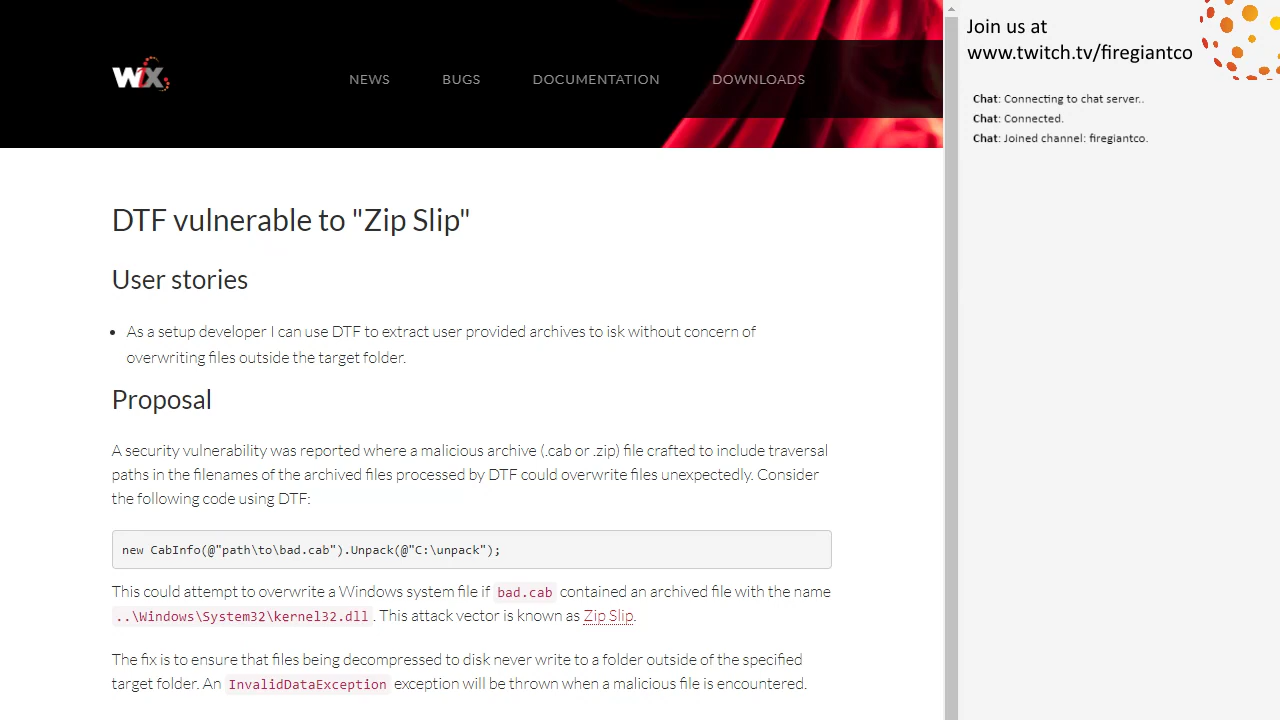 WiX
NEWS
BUGS
DOCUMENTATION
DOWNLOADS
DTF vulnerable to "Zip Slip"
User stories
• As a setup developer I can use DTF to extract user provided archives to isk without concern of
overwriting files outside the target folder.
Proposal
A security vulnerability was reported where a malicious archive (.cab or .zip) file crafted to include traversal
paths in the filenames of the archived files processed by DTF could overwrite files unexpectedly. Consider
the following code using DTF:
new CabInfo(@"path\to\bad.cab").Unpack(@"C:\unpack");
This could attempt to overwrite a Windows system file if bad.cab contained an archived file with the name
..\Windows\System32\kernel32.dll. This attack vector is known as Zip Slip.
The fix is to ensure that files being decompressed to disk never write to a folder outside of the specified
target folder. An InvalidDataException exception will be thrown when a malicious file is encountered.
Join us at
www.twitch.tv/firegiantco
Chat: Connecting to chat server..
Chat: Connected.
Chat: Joined channel: firegiantco.